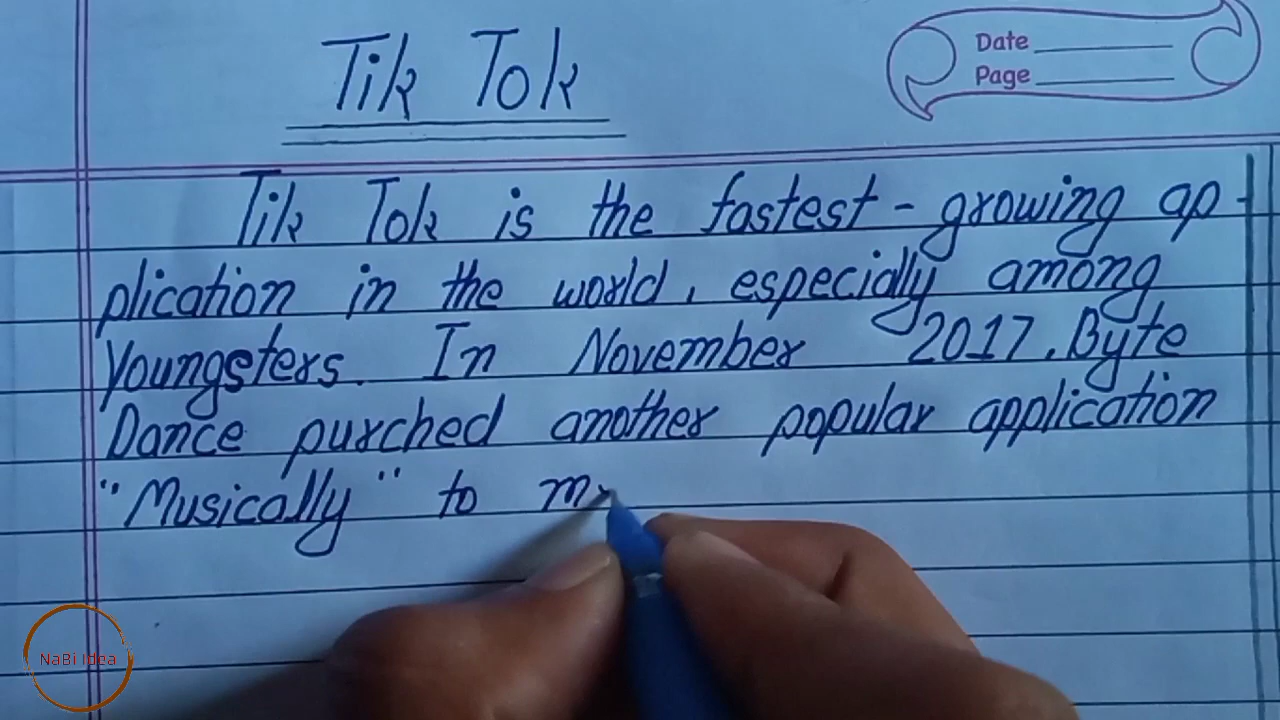 Tik Tok
Date
Page
Tik Tok is the fastest-growing ap-
plication in the world, especially among
Youngsters. In November 2017. Byte
Dance purched another popular application
"Musically" to m
NaBi Idea